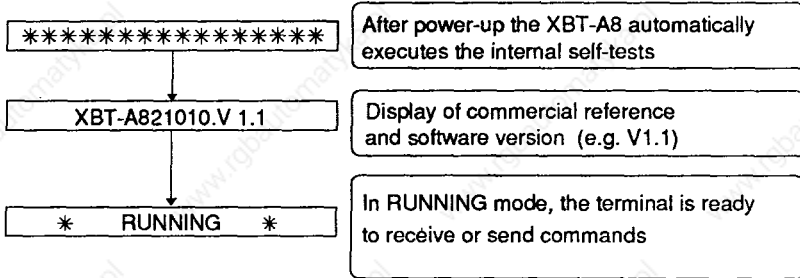 ****************
After power-up the XBT-A8 automatically
executes the internal self-tests
XBT-A821010.V 1.1
Display of commercial reference
and software version (e.g. V1.1)
* RUNNING *
In RUNNING mode, the terminal is ready
to receive or send commands